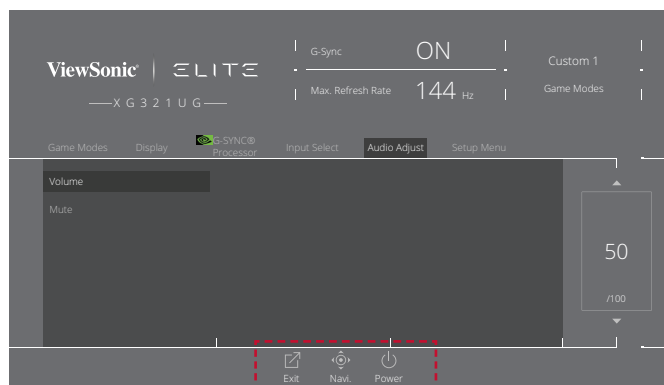 ViewSonic® ELITE
XG321UG
G-Sync ON
Max. Refresh Rate 144 Hz
Custom 1
Game Modes
Game Modes Display G-SYNC® Processor Input Select Audio Adjust Setup Menu
Volume
Mute
50
/100
Exit Navi. Power